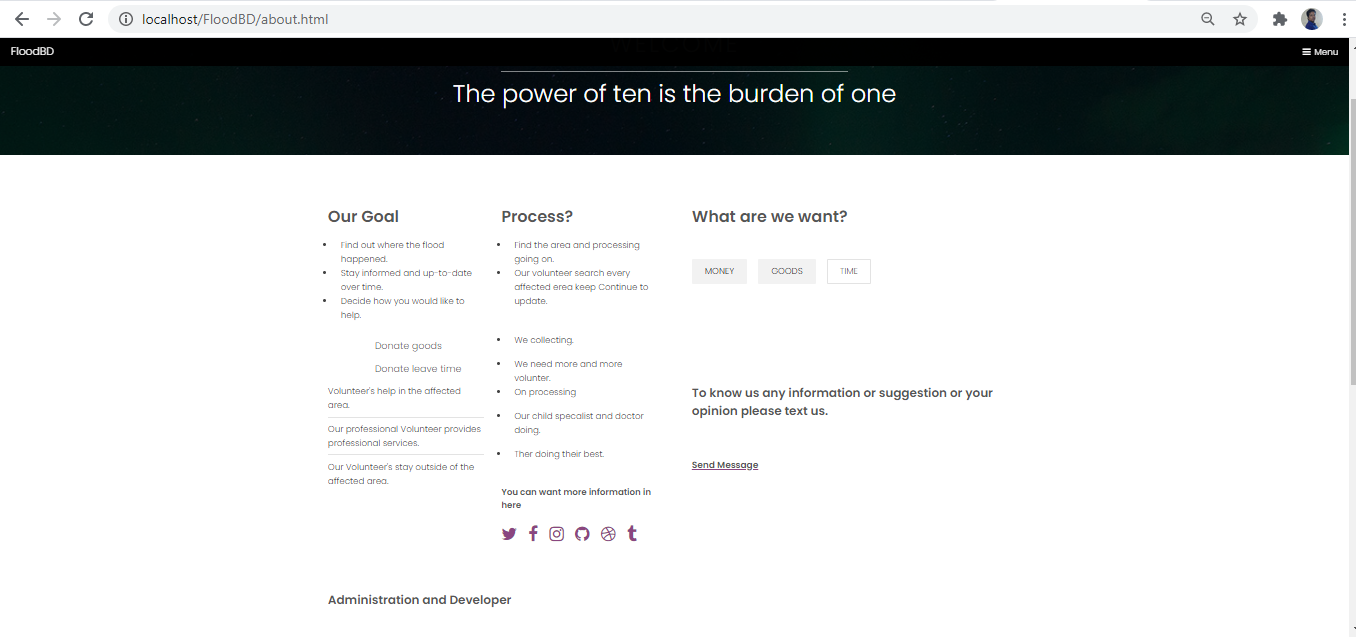 localhost/FloodBD/about.html
FloodBD
Menu
WELCOME
The power of ten is the burden of one
Our Goal
Find out where the flood
happened.
Stay informed and up-to-date
over time.
Decide how you would like to
help.
Donate goods
Donate leave time
Volunteer's help in the affected
area.
Our professional Volunteer provides
professional services.
Our Volunteer's stay outside of the
affected area.
Process?
Find the area and processing
going on.
Our volunteer search every
affected erea keep Continue to
update.
We collecting.
We need more and more
volunter.
On processing
Our child specalist and doctor
doing.
Ther doing their best.
You can want more information in
here
What are we want?
MONEY GOODS TIME
To know us any information or suggestion or your
opinion please text us.
Send Message
Administration and Developer